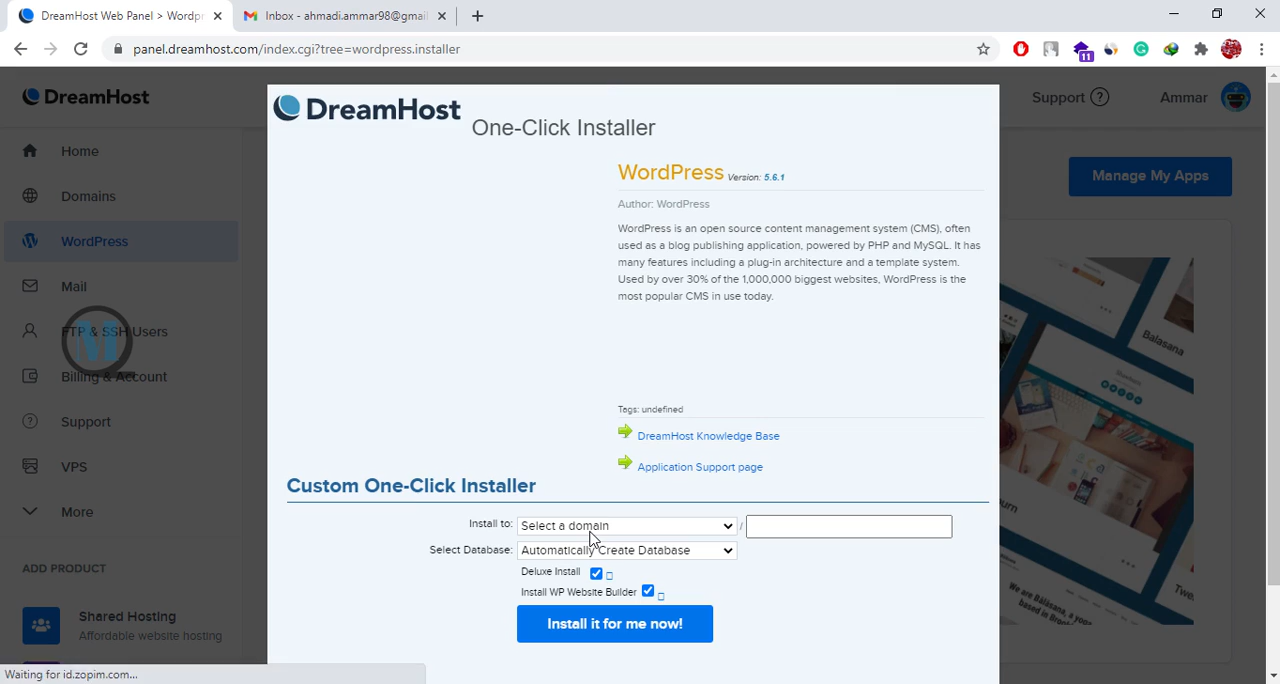 DreamHost Web Panel > Wordpr
Inbox - ahmadi.ammar98@gmail
panel.dreamhost.com/index.cgi?tree=wordpress.installer
11
DreamHost
Support ?
Ammar
Home
Domains
WordPress
Mail
FTP & SSH Users
Billing & Account
Support
VPS
More
ADD PRODUCT
Shared Hosting
Affordable website hosting
Manage My Apps
DreamHost
One-Click Installer
WordPress Version: 5.6.1
Author: WordPress
WordPress is an open source content management system (CMS), often
used as a blog publishing application, powered by PHP and MySQL. It has
many features including a plug-in architecture and a template system.
Used by over 30% of the 1,000,000 biggest websites, WordPress is the
most popular CMS in use today.
Tags: undefined
DreamHost Knowledge Base
Application Support page
Custom One-Click Installer
Install to: Select a domain /
Select Database: Automatically Create Database
Deluxe Install
Install WP Website Builder
Install it for me now!
Balasana
Waiting for id.zopim.com...